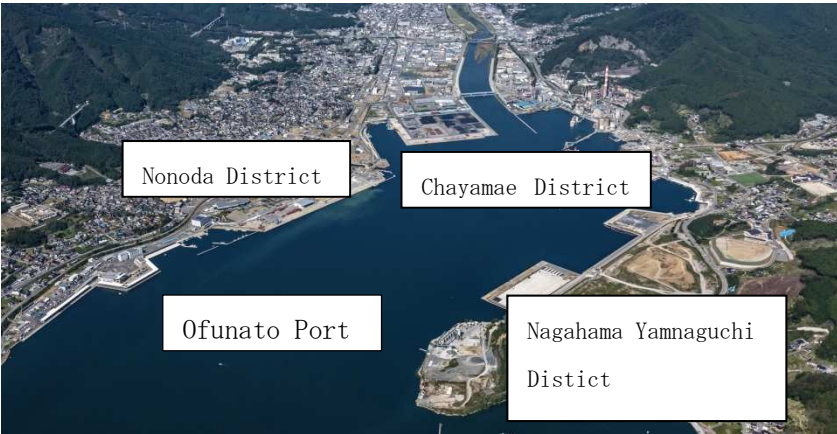 Nonoda District
Chayamae District
Ofunato Port
Nagahama Yamnaguchi
Distict